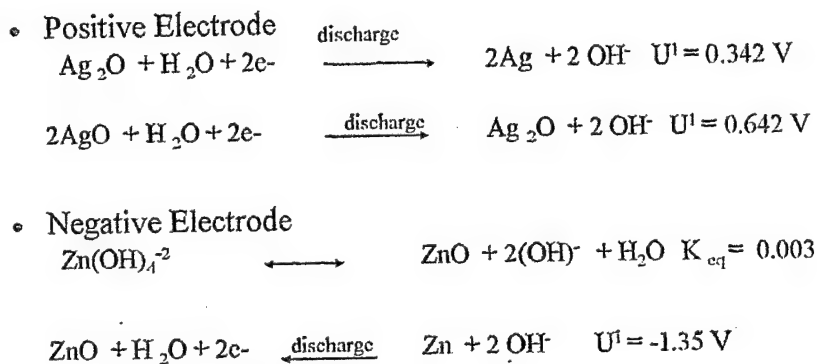 • Positive Electrode
Ag₂O + H₂O + 2e- discharge ⟶ 2Ag + 2 OH⁻ U¹ = 0.342 V
2AgO + H₂O + 2e- discharge ⟶ Ag₂O + 2 OH⁻ U¹ = 0.642 V
• Negative Electrode
Zn(OH)₄⁻² ⟷ ZnO + 2(OH)⁻ + H₂O K eq = 0.003
ZnO + H₂O + 2e- discharge ⟵ Zn + 2 OH⁻ U¹ = -1.35 V